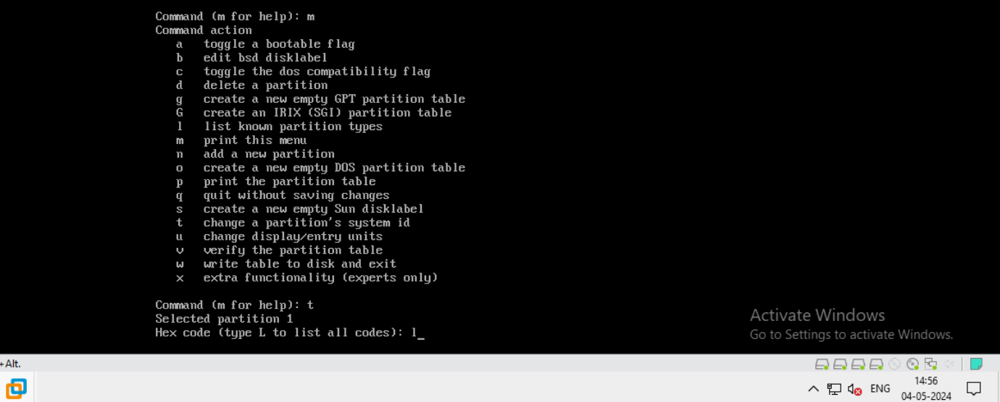 Command (m for help): m
Command action
a   toggle a bootable flag
b   edit bsd disklabel
c   toggle the dos compatibility flag
d   delete a partition
g   create a new empty GPT partition table
G   create an IRIX (SGI) partition table
l   list known partition types
m   print this menu
n   add a new partition
o   create a new empty DOS partition table
p   print the partition table
q   quit without saving changes
s   create a new empty Sun disklabel
t   change a partition's system id
u   change display/entry units
v   verify the partition table
w   write table to disk and exit
x   extra functionality (experts only)
Command (m for help): t
Selected partition 1
Hex code (type L to list all codes): l_
Activate Windows
Go to Settings to activate Windows.
+Alt.
ENG
14:56
04-05-2024